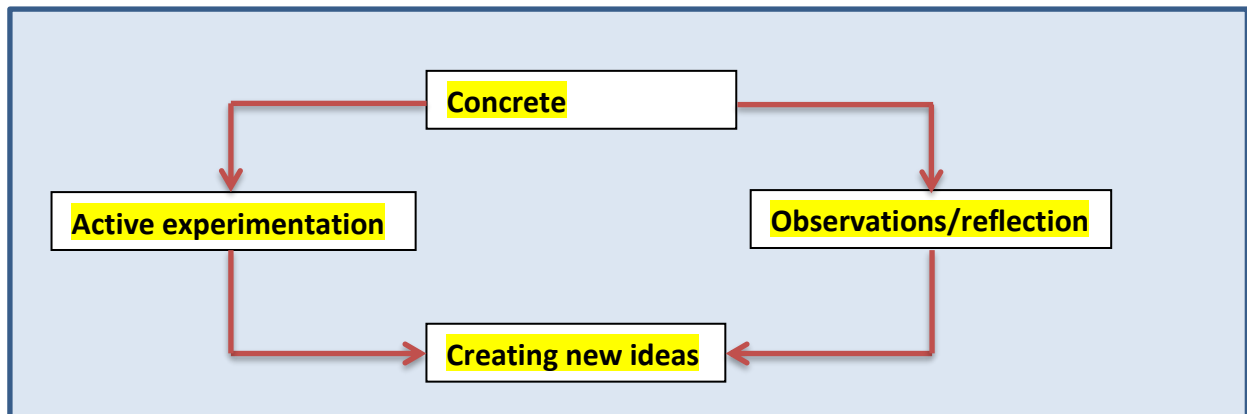 Concrete
Active experimentation
Observations/reflection
Creating new ideas